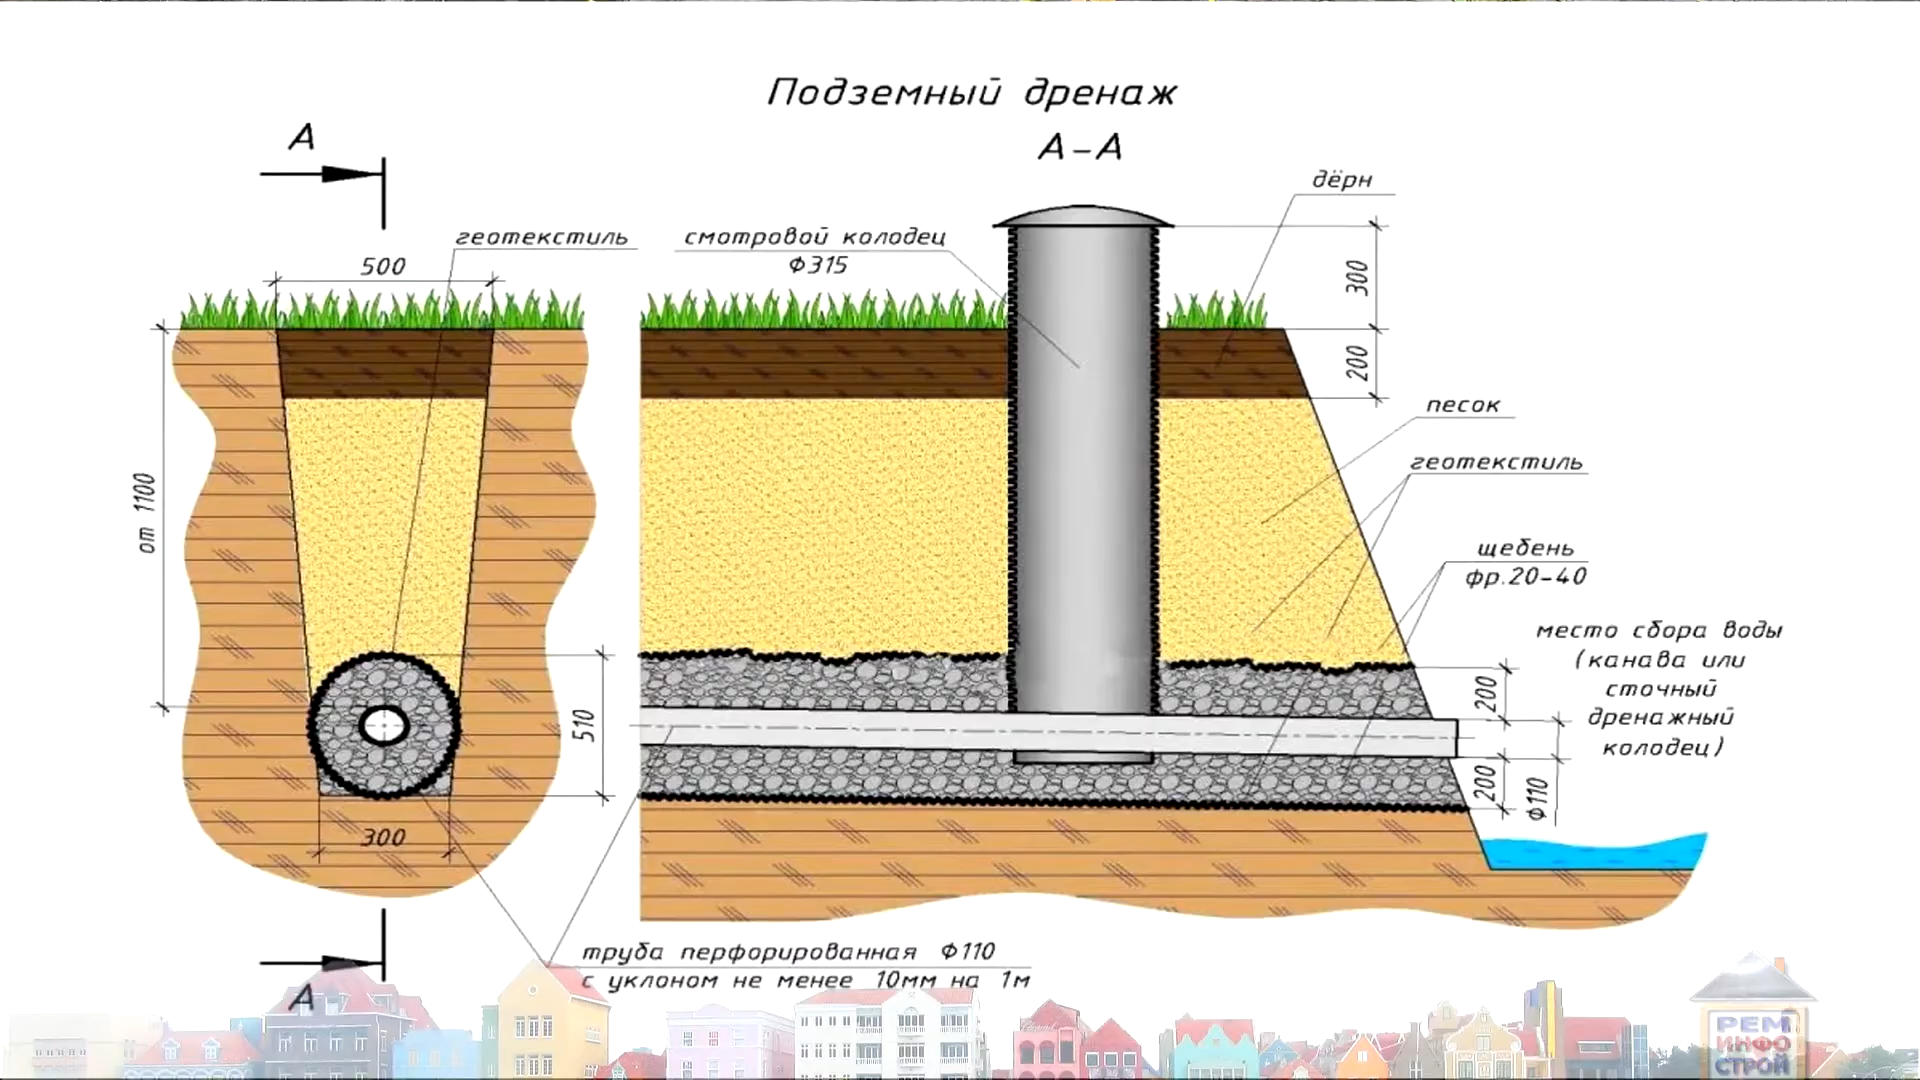 Подземный дренаж
А-А
А
дёрн
геотекстиль
500
смотровой колодец
Ф315
300
200
песок
геотекстиль
от 1100
щебень
фр.20-40
место сбора воды
(канава или
сточный
дренажный
колодец)
200
510
200
Ф110
300
труба перфорированная Ф110
с уклоном не менее 10мм на 1м
А
РЕМ
ИНФО
СТРОЙ